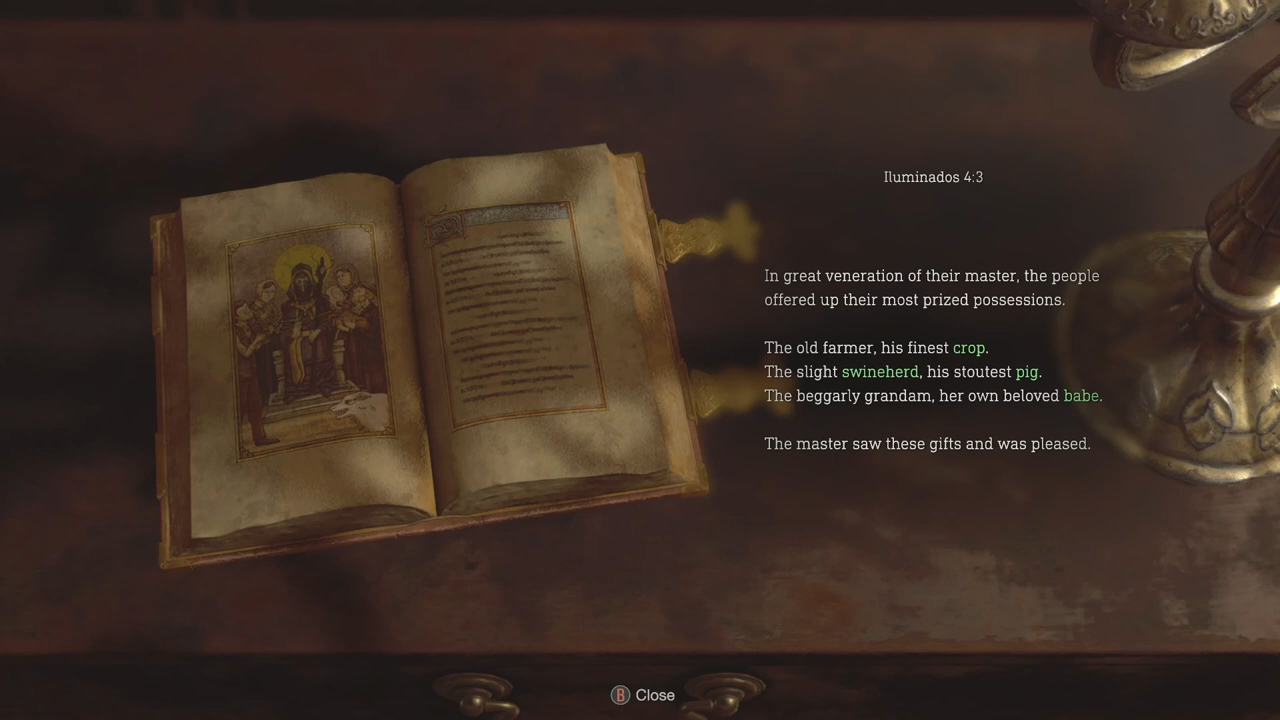 Iluminados 4:3
In great veneration of their master, the people
offered up their most prized possessions.
The old farmer, his finest crop.
The slight swineherd, his stoutest pig.
The beggarly grandam, her own beloved babe.
The master saw these gifts and was pleased.
B Close